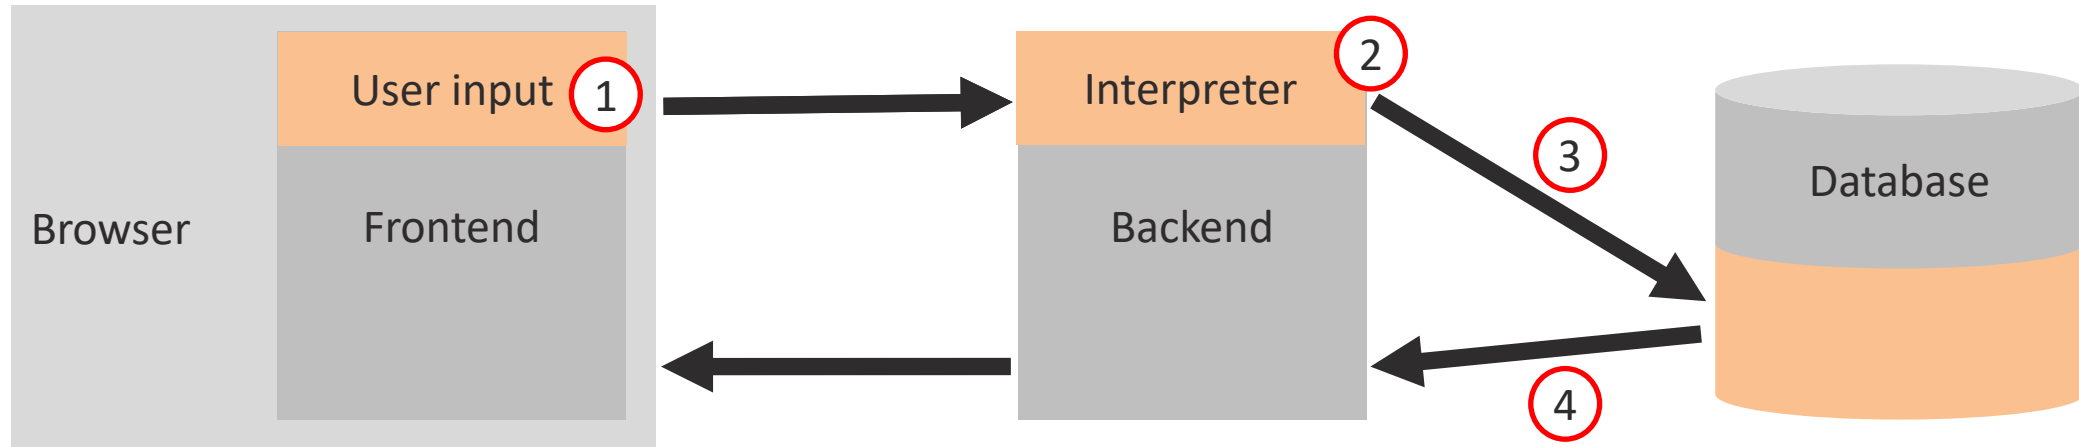 User input
1
Interpreter
2
3
Database
Browser
Frontend
Backend
4